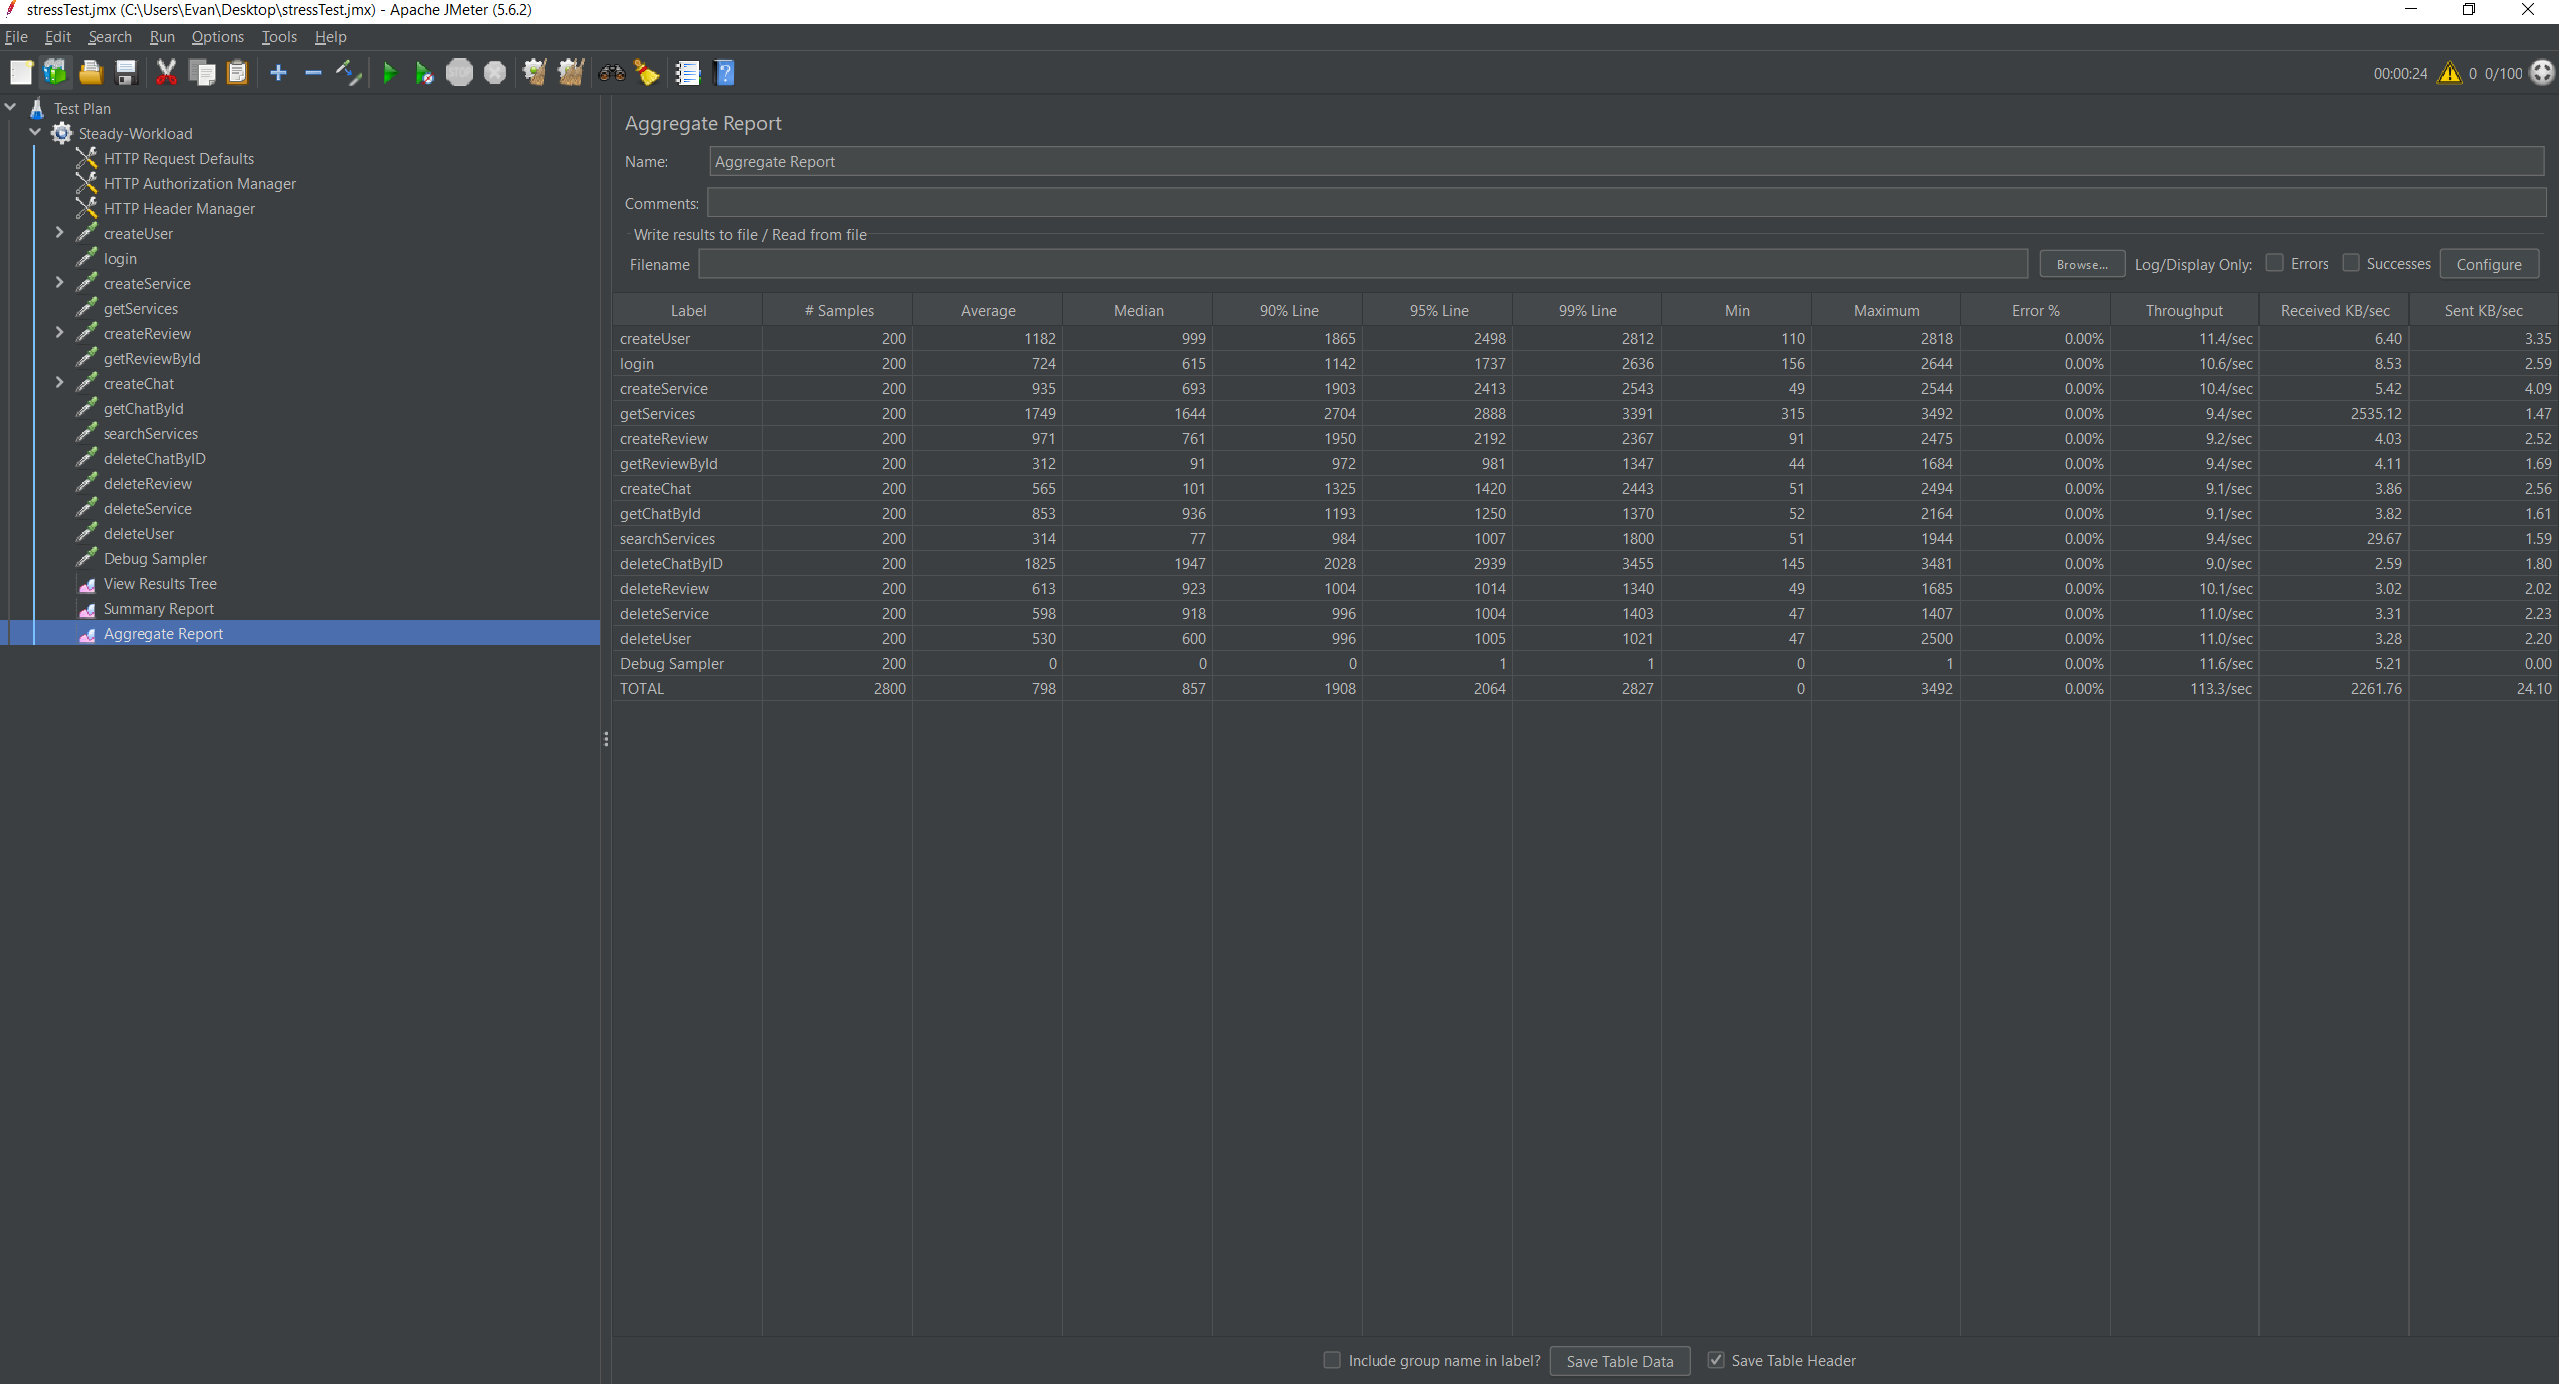 stressTest.jmx (C:\Users\Evan\Desktop\stressTest.jmx) - Apache JMeter (5.6.2)
File Edit Search Run Options Tools Help
STOP 00:00:24 0 0/100
Test Plan
Steady-Workload
HTTP Request Defaults
HTTP Authorization Manager
HTTP Header Manager
createUser
login
createService
getServices
createReview
getReviewById
createChat
getChatById
searchServices
deleteChatByID
deleteReview
deleteService
deleteUser
Debug Sampler
View Results Tree
Summary Report
Aggregate Report
Aggregate Report
Name: Aggregate Report
Comments:
Write results to file / Read from file
Filename Browse... Log/Display Only: Errors Successes Configure
Label # Samples Average Median 90% Line 95% Line 99% Line Min Maximum Error % Throughput Received KB/sec Sent KB/sec
createUser 200 1182 999 1865 2498 2812 110 2818 0.00% 11.4/sec 6.40 3.35
login 200 724 615 1142 1737 2636 156 2644 0.00% 10.6/sec 8.53 2.59
createService 200 935 693 1903 2413 2543 49 2544 0.00% 10.4/sec 5.42 4.09
getServices 200 1749 1644 2704 2888 3391 315 3492 0.00% 9.4/sec 2535.12 1.47
createReview 200 971 761 1950 2192 2367 91 2475 0.00% 9.2/sec 4.03 2.52
getReviewById 200 312 91 972 981 1347 44 1684 0.00% 9.4/sec 4.11 1.69
createChat 200 565 101 1325 1420 2443 51 2494 0.00% 9.1/sec 3.86 2.56
getChatById 200 853 936 1193 1250 1370 52 2164 0.00% 9.1/sec 3.82 1.61
searchServices 200 314 77 984 1007 1800 51 1944 0.00% 9.4/sec 29.67 1.59
deleteChatByID 200 1825 1947 2028 2939 3455 145 3481 0.00% 9.0/sec 2.59 1.80
deleteReview 200 613 923 1004 1014 1340 49 1685 0.00% 10.1/sec 3.02 2.02
deleteService 200 598 918 996 1004 1403 47 1407 0.00% 11.0/sec 3.31 2.23
deleteUser 200 530 600 996 1005 1021 47 2500 0.00% 11.0/sec 3.28 2.20
Debug Sampler 200 0 0 0 1 1 0 1 0.00% 11.6/sec 5.21 0.00
TOTAL 2800 798 857 1908 2064 2827 0 3492 0.00% 113.3/sec 2261.76 24.10
Include group name in label? Save Table Data Save Table Header